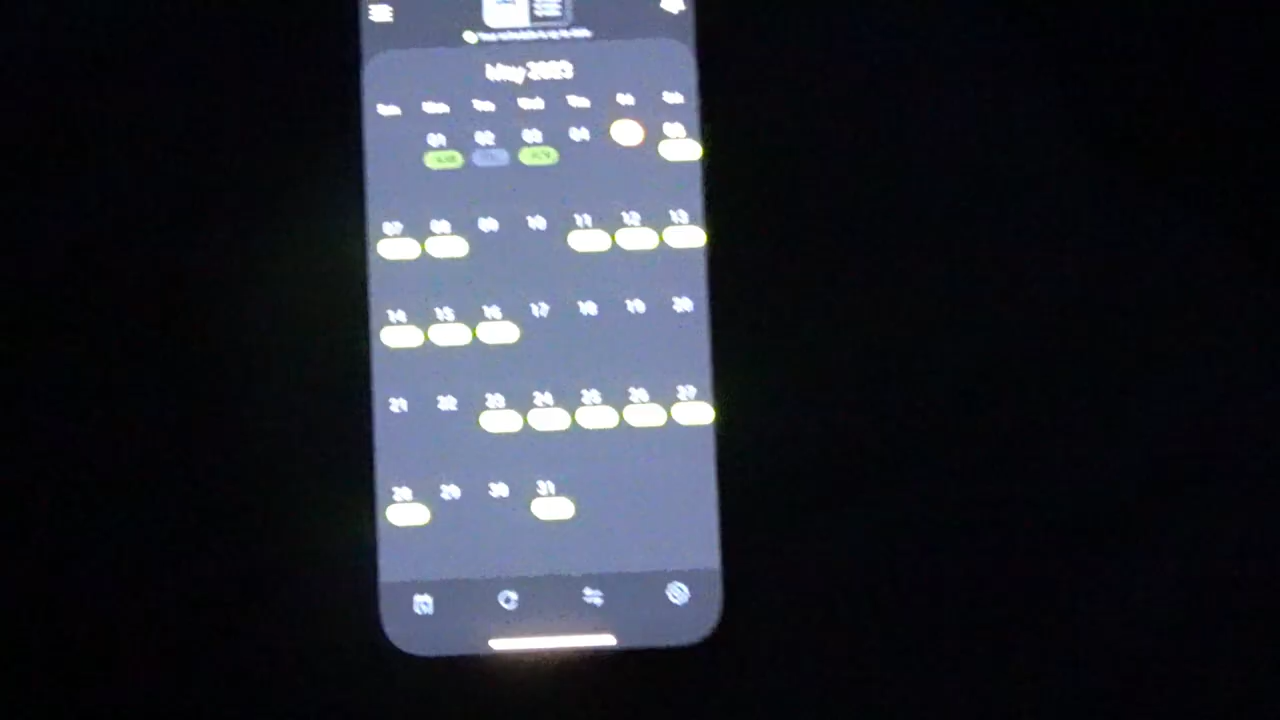 May 2023
Sun Mon Tue Wed Thu Fri Sat
01 02 03 04 06
07 08 09 10 11 12 13
14 15 16 17 18 19 20
21 22 23 24 25 26 27
28 29 30 31